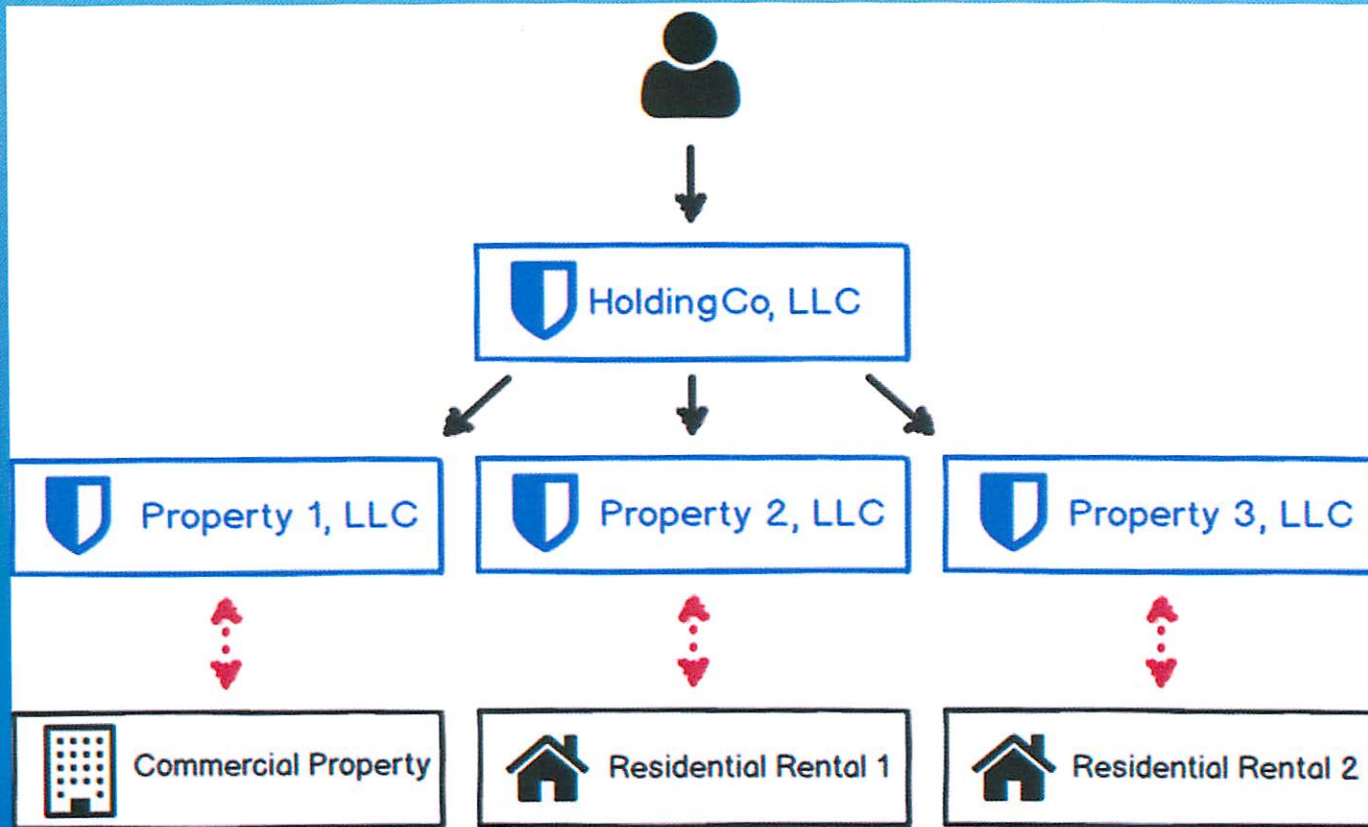 HoldingCo, LLC
Property 1, LLC
Property 2, LLC
Property 3, LLC
Commercial Property
Residential Rental 1
Residential Rental 2